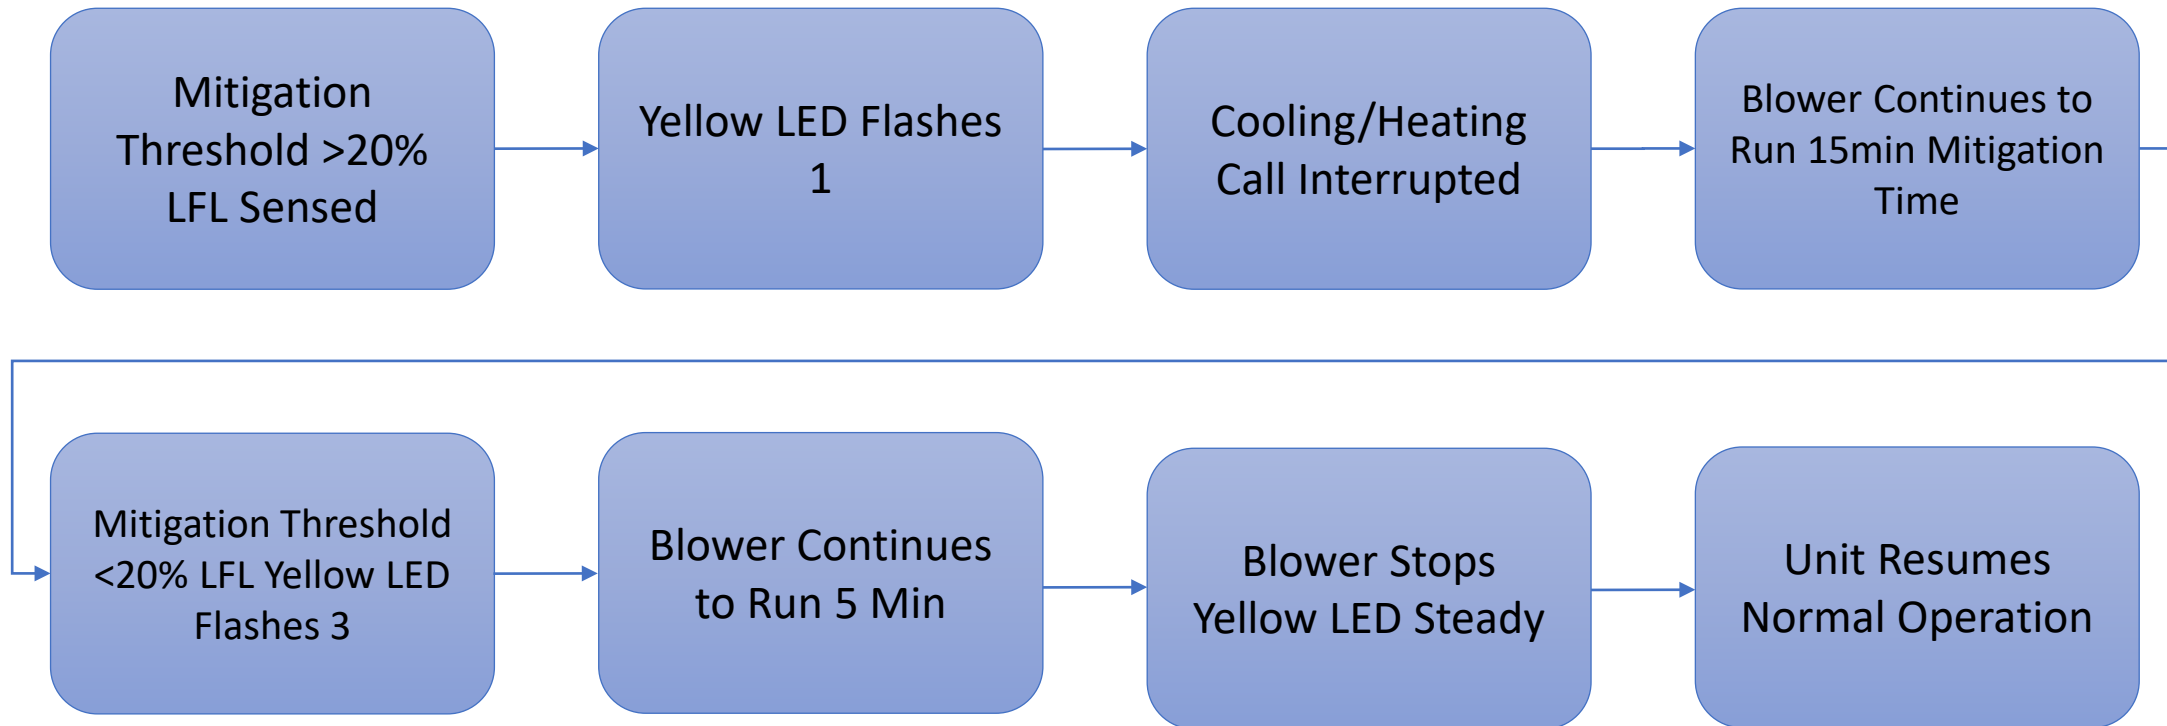 Mitigation
Threshold >20%
LFL Sensed
Yellow LED Flashes
1
Cooling/Heating
Call Interrupted
Blower Continues to
Run 15min Mitigation
Time
Mitigation Threshold
<20% LFL Yellow LED
Flashes 3
Blower Continues
to Run 5 Min
Blower Stops
Yellow LED Steady
Unit Resumes
Normal Operation